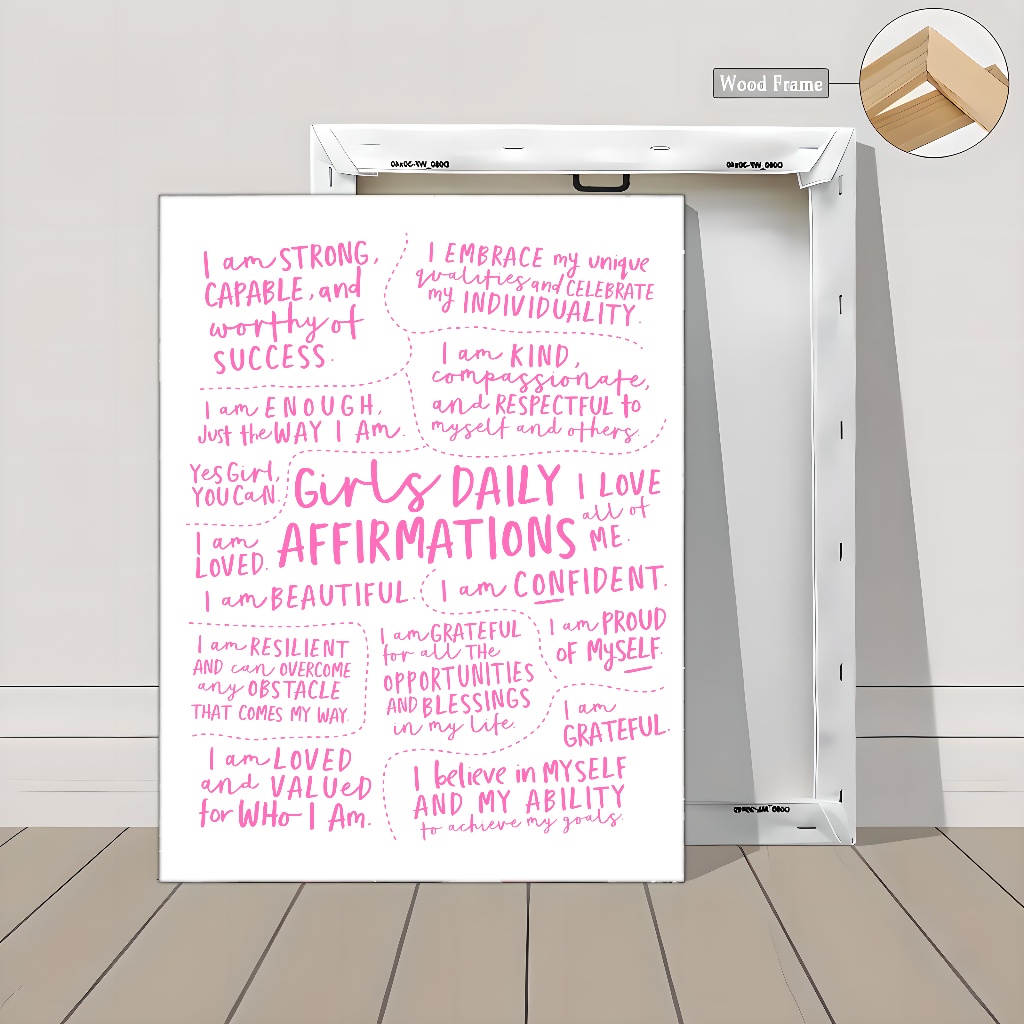 Wood Frame
I am STRONG,
CAPABLE, and
worthy of
SUCCESS.
I EMBRACE my unique
qualities and CELEBRATE
my INDIVIDUALITY.
I am KIND,
compassionate,
and RESPECTFUL to
myself and others.
I am ENOUGH,
Just the WAY I Am.
Yes Girl,
YOU CaN.
Girls DAILY
AFFIRMATIONS
I LOVE
all of
ME.
I am
LOVED.
I am BEAUTIFUL.
I am CONFIDENT.
I am RESILIENT
AND can OVERCOME
any OBSTACLE
THAT COMES MY WAY.
I am GRATEFUL
for all THE
OPPORTUNITIES
AND BLESSINGS
in my life.
I am PROUD
OF MySELF.
I am
GRATEFUL.
I am LOVED
and VALUeD
for WHo I Am.
I believe in MYSELF
AND MY ABILITY
to achieve my goals.